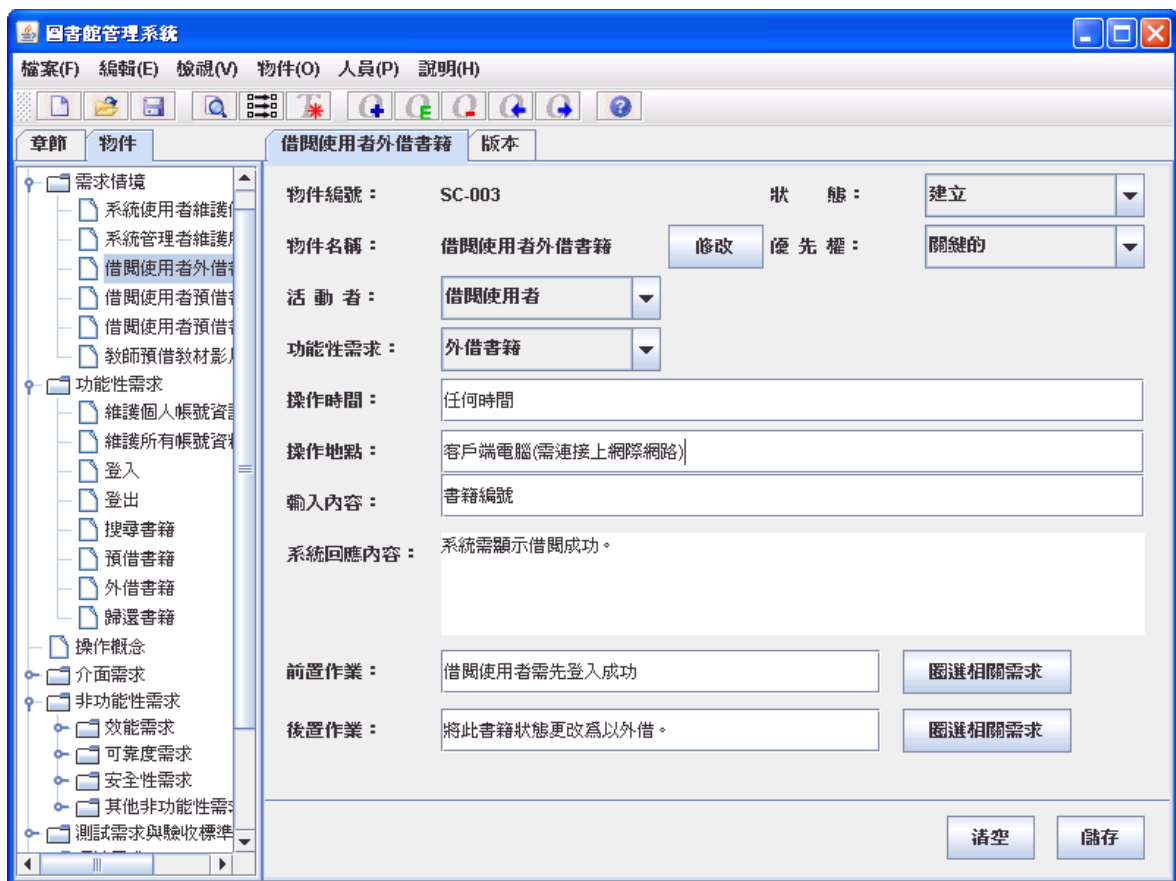 圖書館管理系統
檔案(F) 編輯(E) 檢視(V) 物件(O) 人員(P) 說明(H)
章節 物件
借閱使用者外借書籍 版本
需求情境
系統使用者維護
系統管理者維護
借閱使用者外借
借閱使用者預借
借閱使用者預借
教師預借教材影
功能性需求
維護個人帳號資
維護所有帳號資
登入
登出
搜尋書籍
預借書籍
外借書籍
歸還書籍
操作概念
介面需求
非功能性需求
效能需求
可靠度需求
安全性需求
其他非功能性需
測試需求與驗收標準
物件編號： SC-003 狀 態： 建立
物件名稱： 借閱使用者外借書籍 修改 優 先 權： 關鍵的
活 動 者： 借閱使用者
功能性需求： 外借書籍
操作時間： 任何時間
操作地點： 客戶端電腦(需連接上網際網路)
輸入內容： 書籍編號
系統回應內容： 系統需顯示借閱成功。
前置作業： 借閱使用者需先登入成功 圈選相關需求
後置作業： 將此書籍狀態更改為以外借。 圈選相關需求
清空 儲存